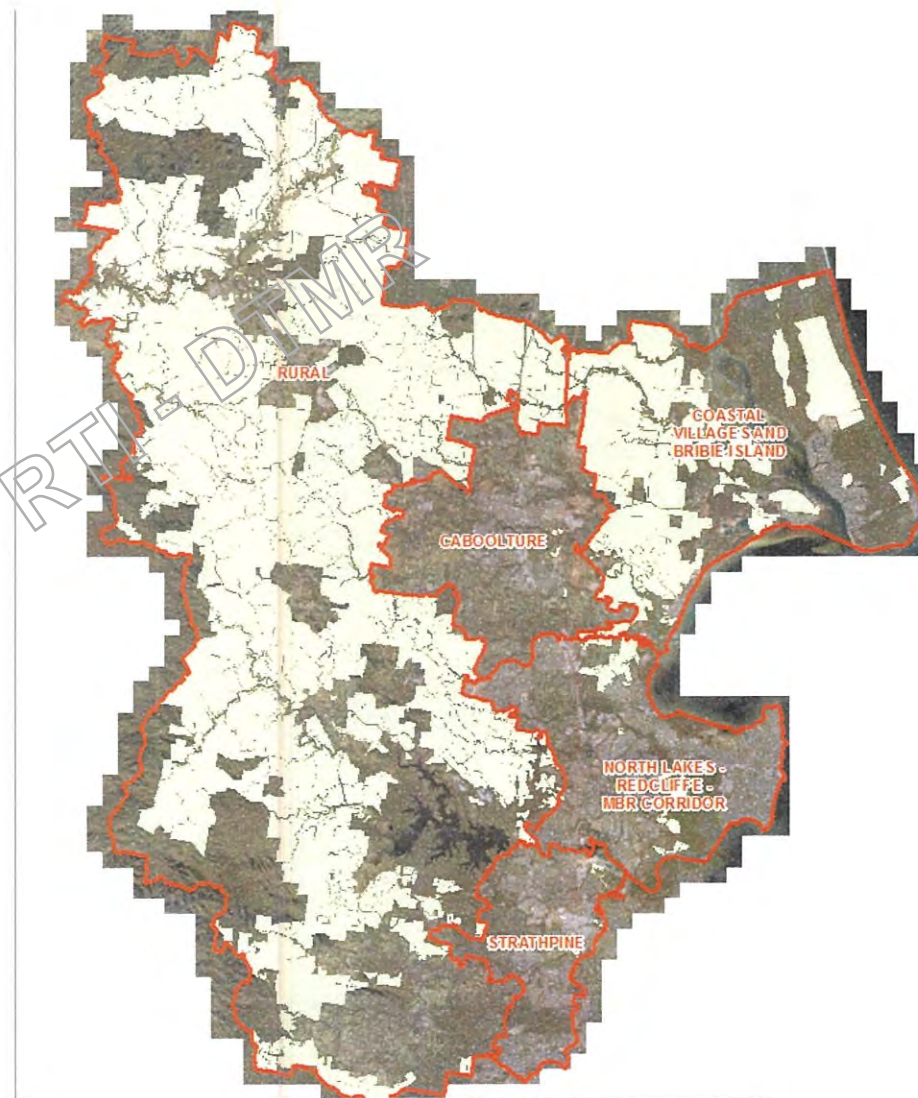 RTI - DTMR
RURAL
COASTAL
VILLAGES AND
BRIBIE ISLAND
CABOOLTURE
NORTH LAKES -
REDCLIFFE -
MBR CORRIDOR
STRATHPINE